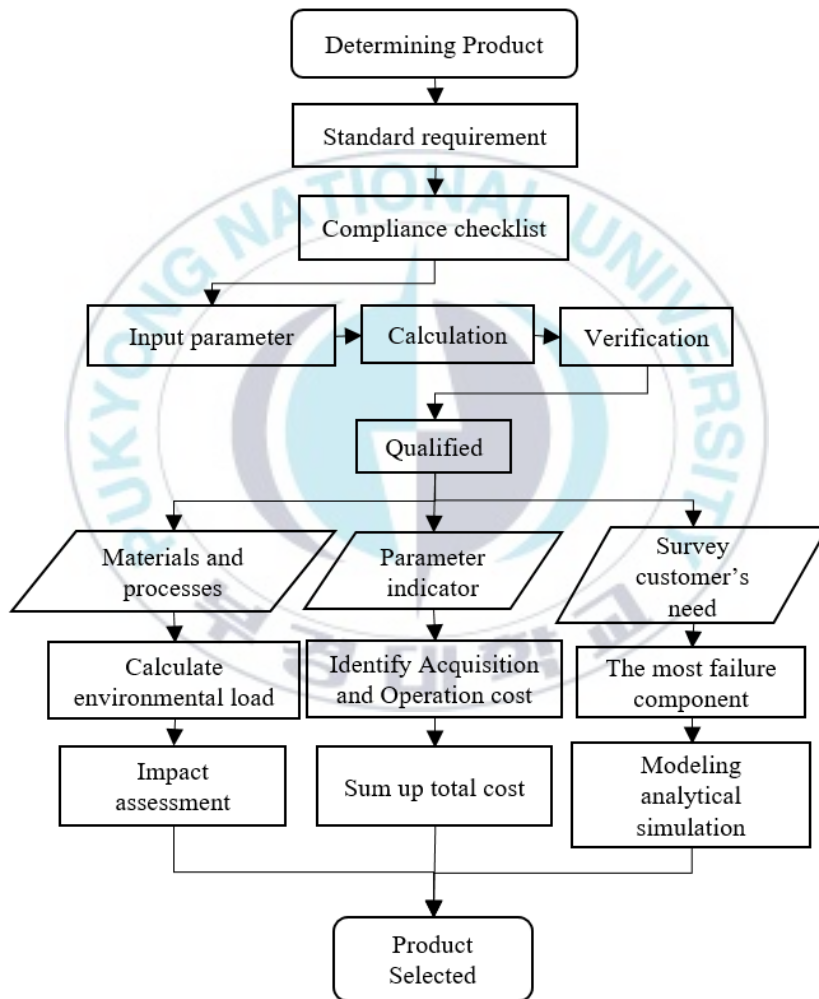 Determining Product
Standard requirement
Compliance checklist
Input parameter
Calculation
Verification
Qualified
Materials and
processes
Parameter
indicator
Survey
customer's
need
Calculate
environmental load
Identify Acquisition
and Operation cost
The most failure
component
Impact
assessment
Sum up total cost
Modeling
analytical
simulation
Product
Selected
PUKYONG NATIONAL UNIVERSITY